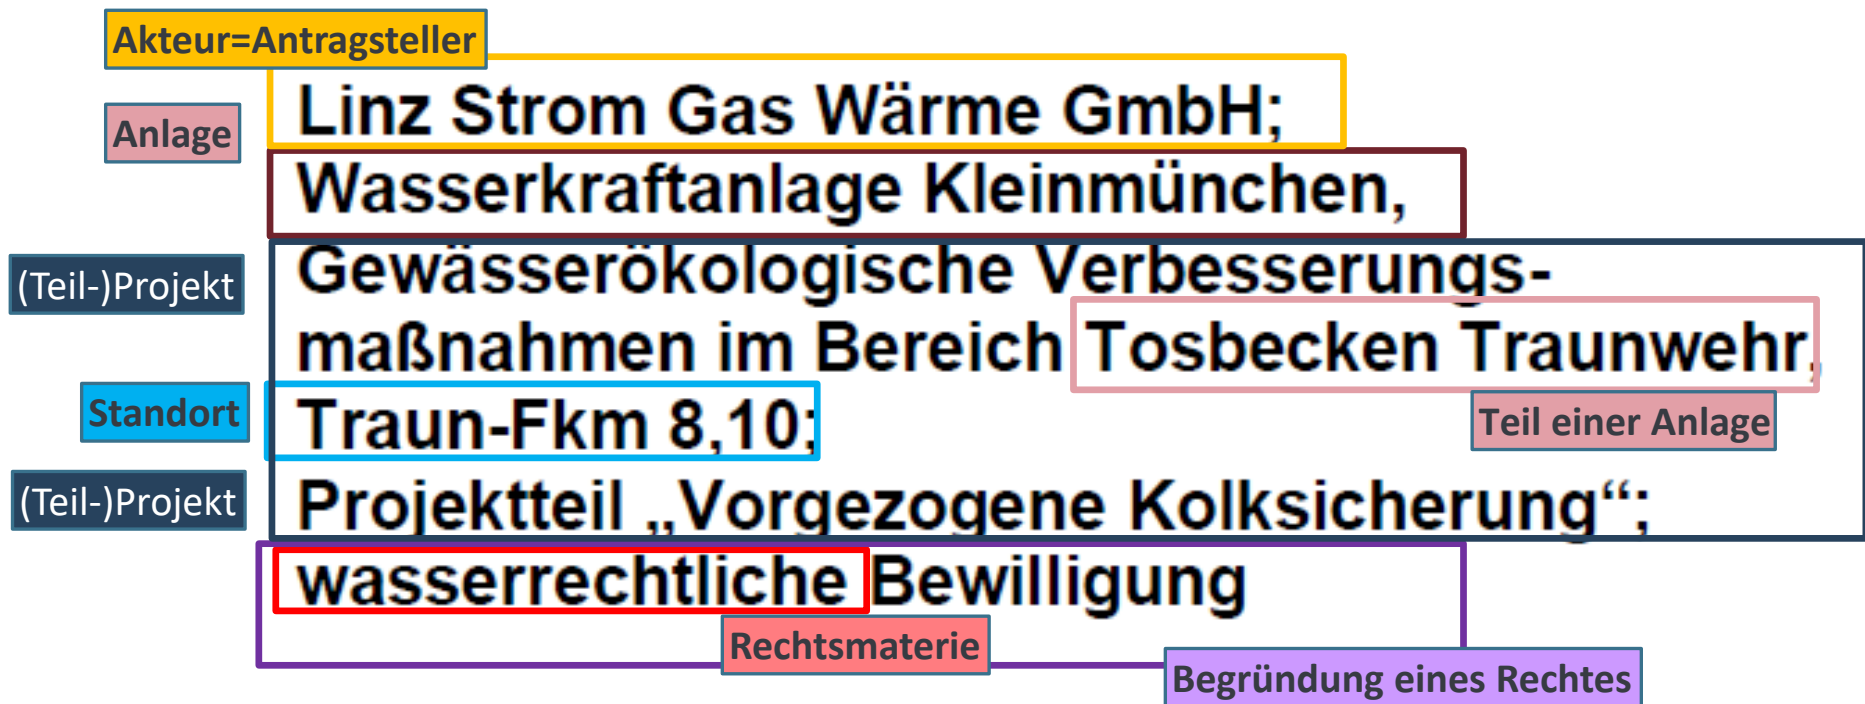 Akteur=Antragsteller
Linz Strom Gas Wärme GmbH;
Anlage
Wasserkraftanlage Kleinmünchen,
(Teil-)Projekt
Gewässerökologische Verbesserungs-
maßnahmen im Bereich Tosbecken Traunwehr,
Standort
Traun-Fkm 8,10;
Teil einer Anlage
(Teil-)Projekt
Projektteil „Vorgezogene Kolksicherung“;
wasserrechtliche Bewilligung
Rechtsmaterie
Begründung eines Rechtes